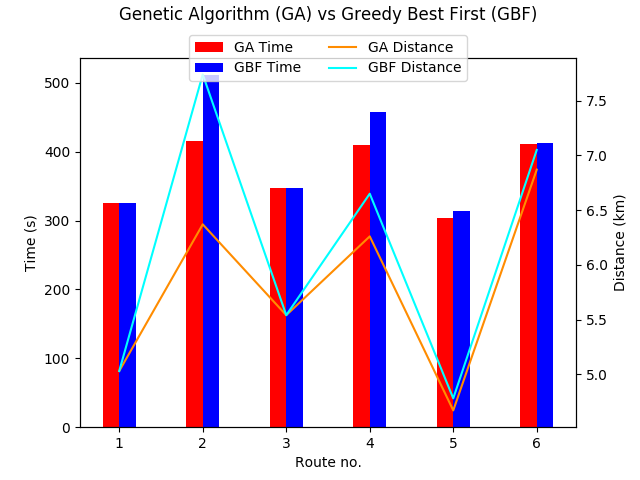 Genetic Algorithm (GA) vs Greedy Best First (GBF)
GA Time GA Distance
GBF Time GBF Distance
500
400
300
200
100
0
Time (s)
7.5
7.0
6.5
6.0
5.5
5.0
Distance (km)
1 2 3 4 5 6
Route no.